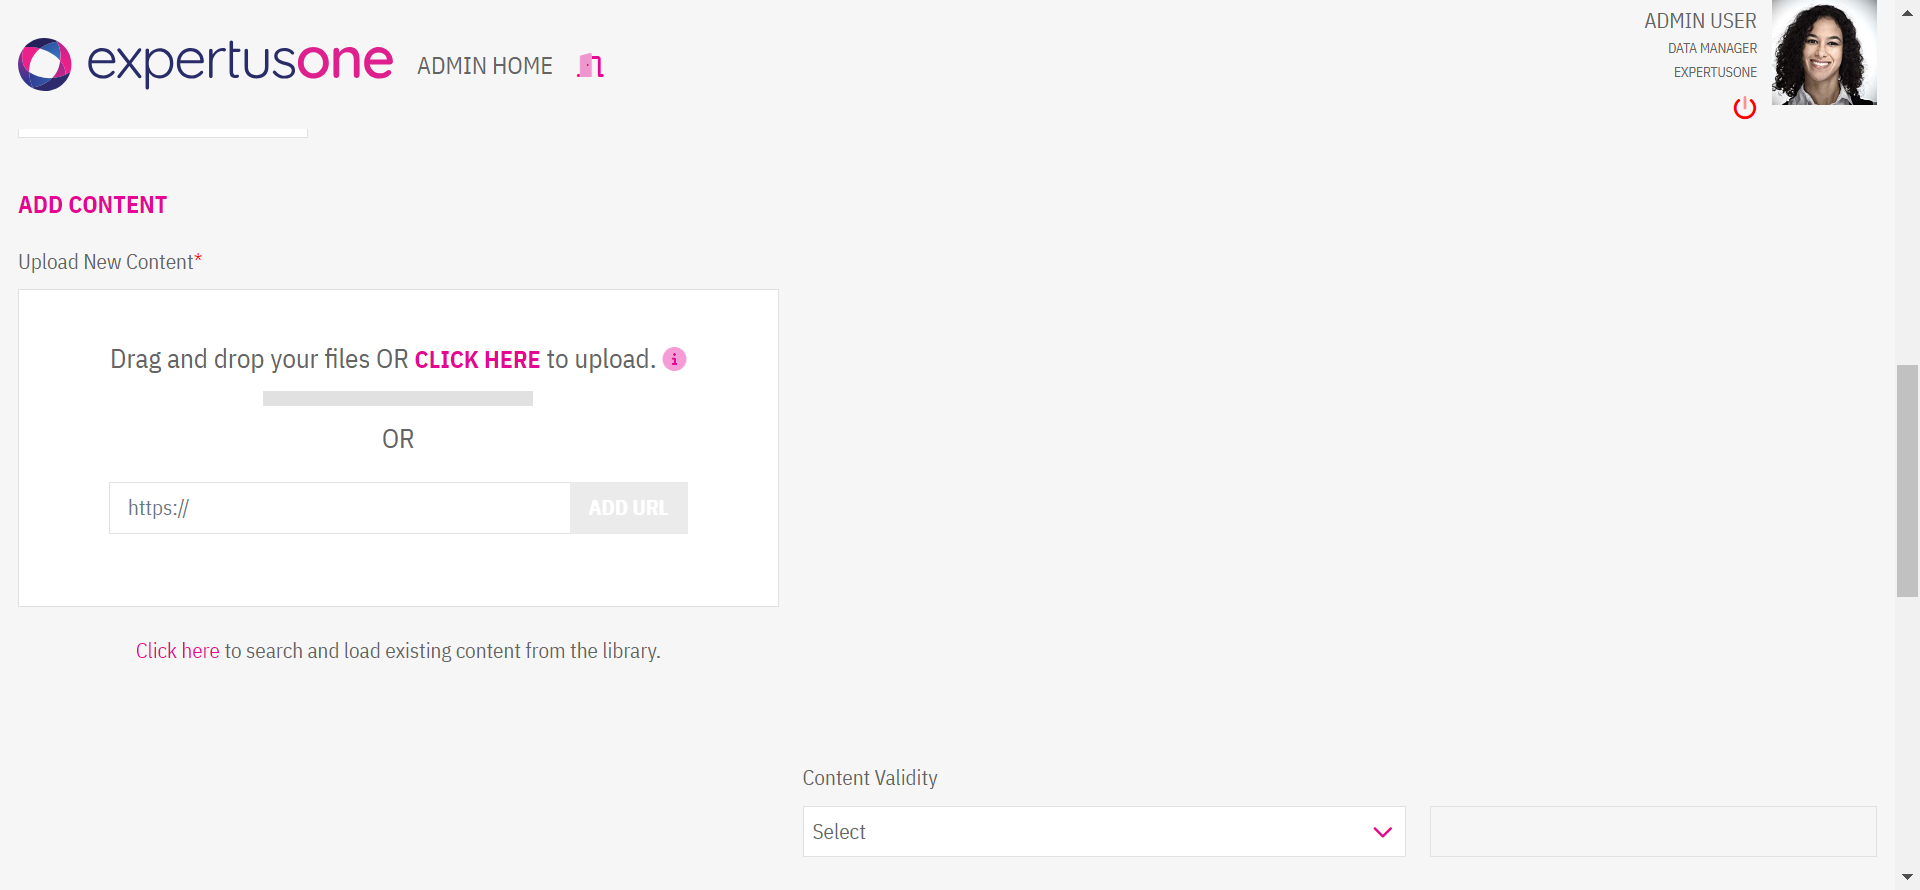 expertusone
ADMIN HOME
ADMIN USER
DATA MANAGER
EXPERTUSONE
ADD CONTENT
Upload New Content*
Drag and drop your files OR CLICK HERE to upload. i
OR
https:// ADD URL
Click here to search and load existing content from the library.
Content Validity
Select